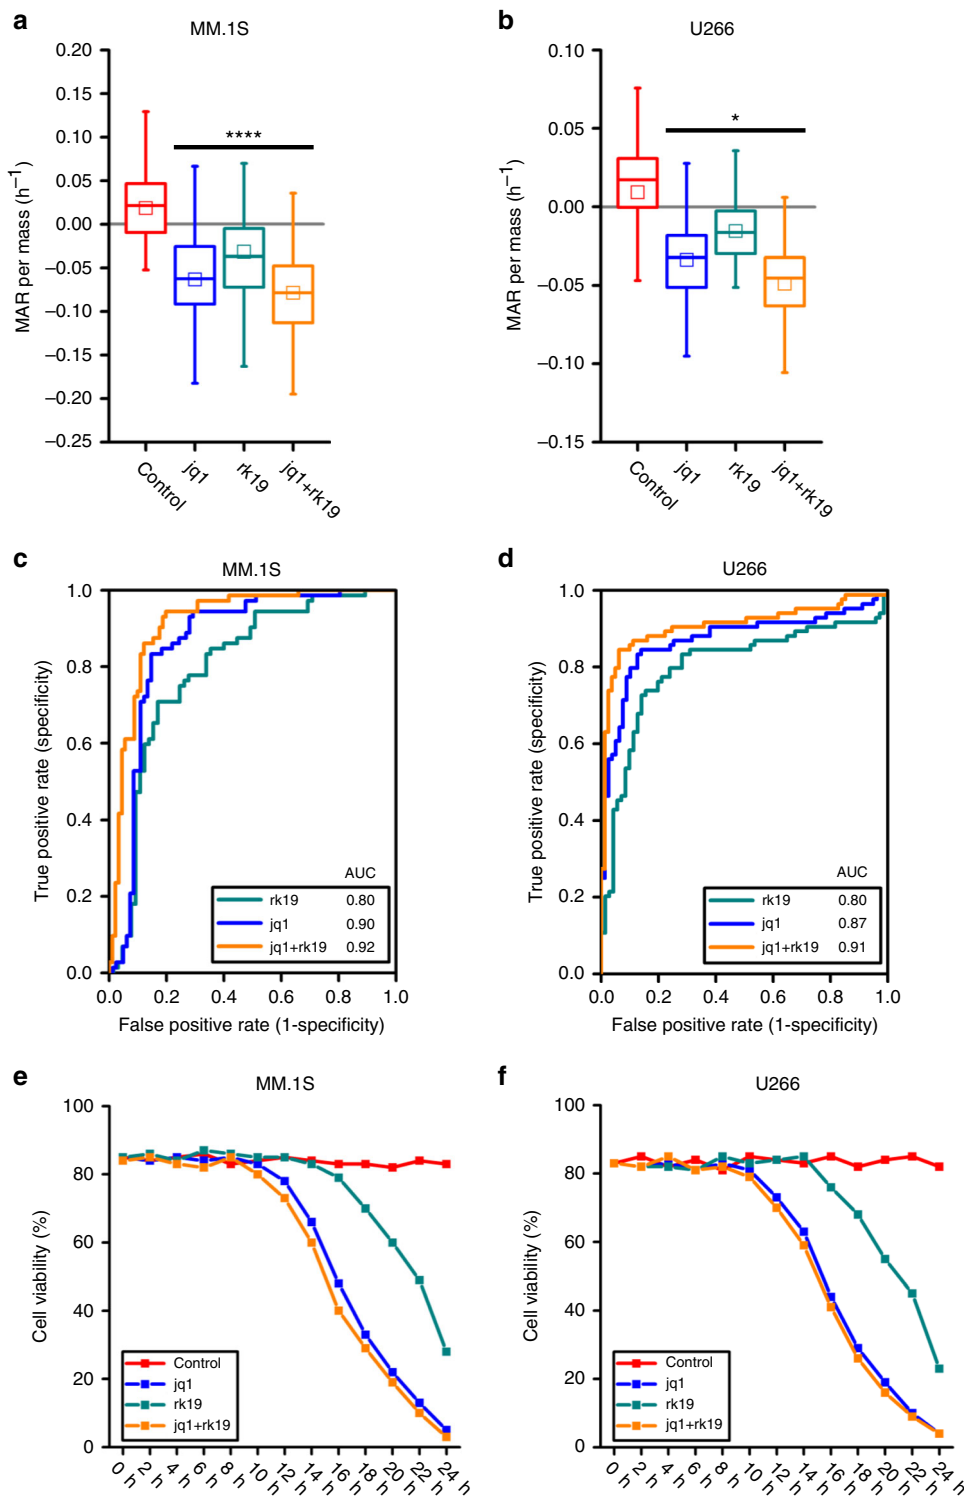 a
MM.1S
MAR per mass (h⁻¹)
0.20
0.15
0.10
0.05
0.00
−0.05
−0.10
−0.15
−0.20
−0.25
****
Control
jq1
rk19
jq1+rk19
b
U266
MAR per mass (h⁻¹)
0.10
0.05
0.00
−0.05
−0.10
−0.15
*
Control
jq1
rk19
jq1+rk19
c
MM.1S
True positive rate (specificity)
1.0
0.8
0.6
0.4
0.2
0.0
AUC
rk19 0.80
jq1 0.90
jq1+rk19 0.92
0.0 0.2 0.4 0.6 0.8 1.0
False positive rate (1-specificity)
d
U266
True positive rate (specificity)
1.0
0.8
0.6
0.4
0.2
0.0
AUC
rk19 0.80
jq1 0.87
jq1+rk19 0.91
0.0 0.2 0.4 0.6 0.8 1.0
False positive rate (1-specificity)
e
MM.1S
Cell viability (%)
100
80
60
40
20
0
Control
jq1
rk19
jq1+rk19
0 h 2 h 4 h 6 h 8 h 10 h 12 h 14 h 16 h 18 h 20 h 22 h 24 h
f
U266
Cell viability (%)
100
80
60
40
20
0
Control
jq1
rk19
jq1+rk19
0 h 2 h 4 h 6 h 8 h 10 h 12 h 14 h 16 h 18 h 20 h 22 h 24 h